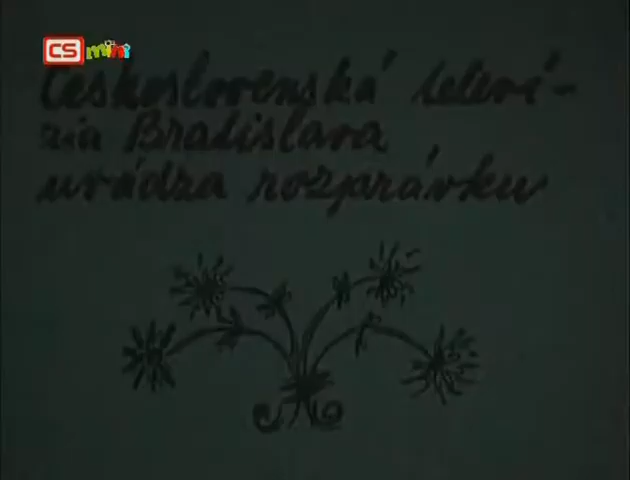 CS mini
Československá televí-
zia Bratislava
uvádza rozprávku